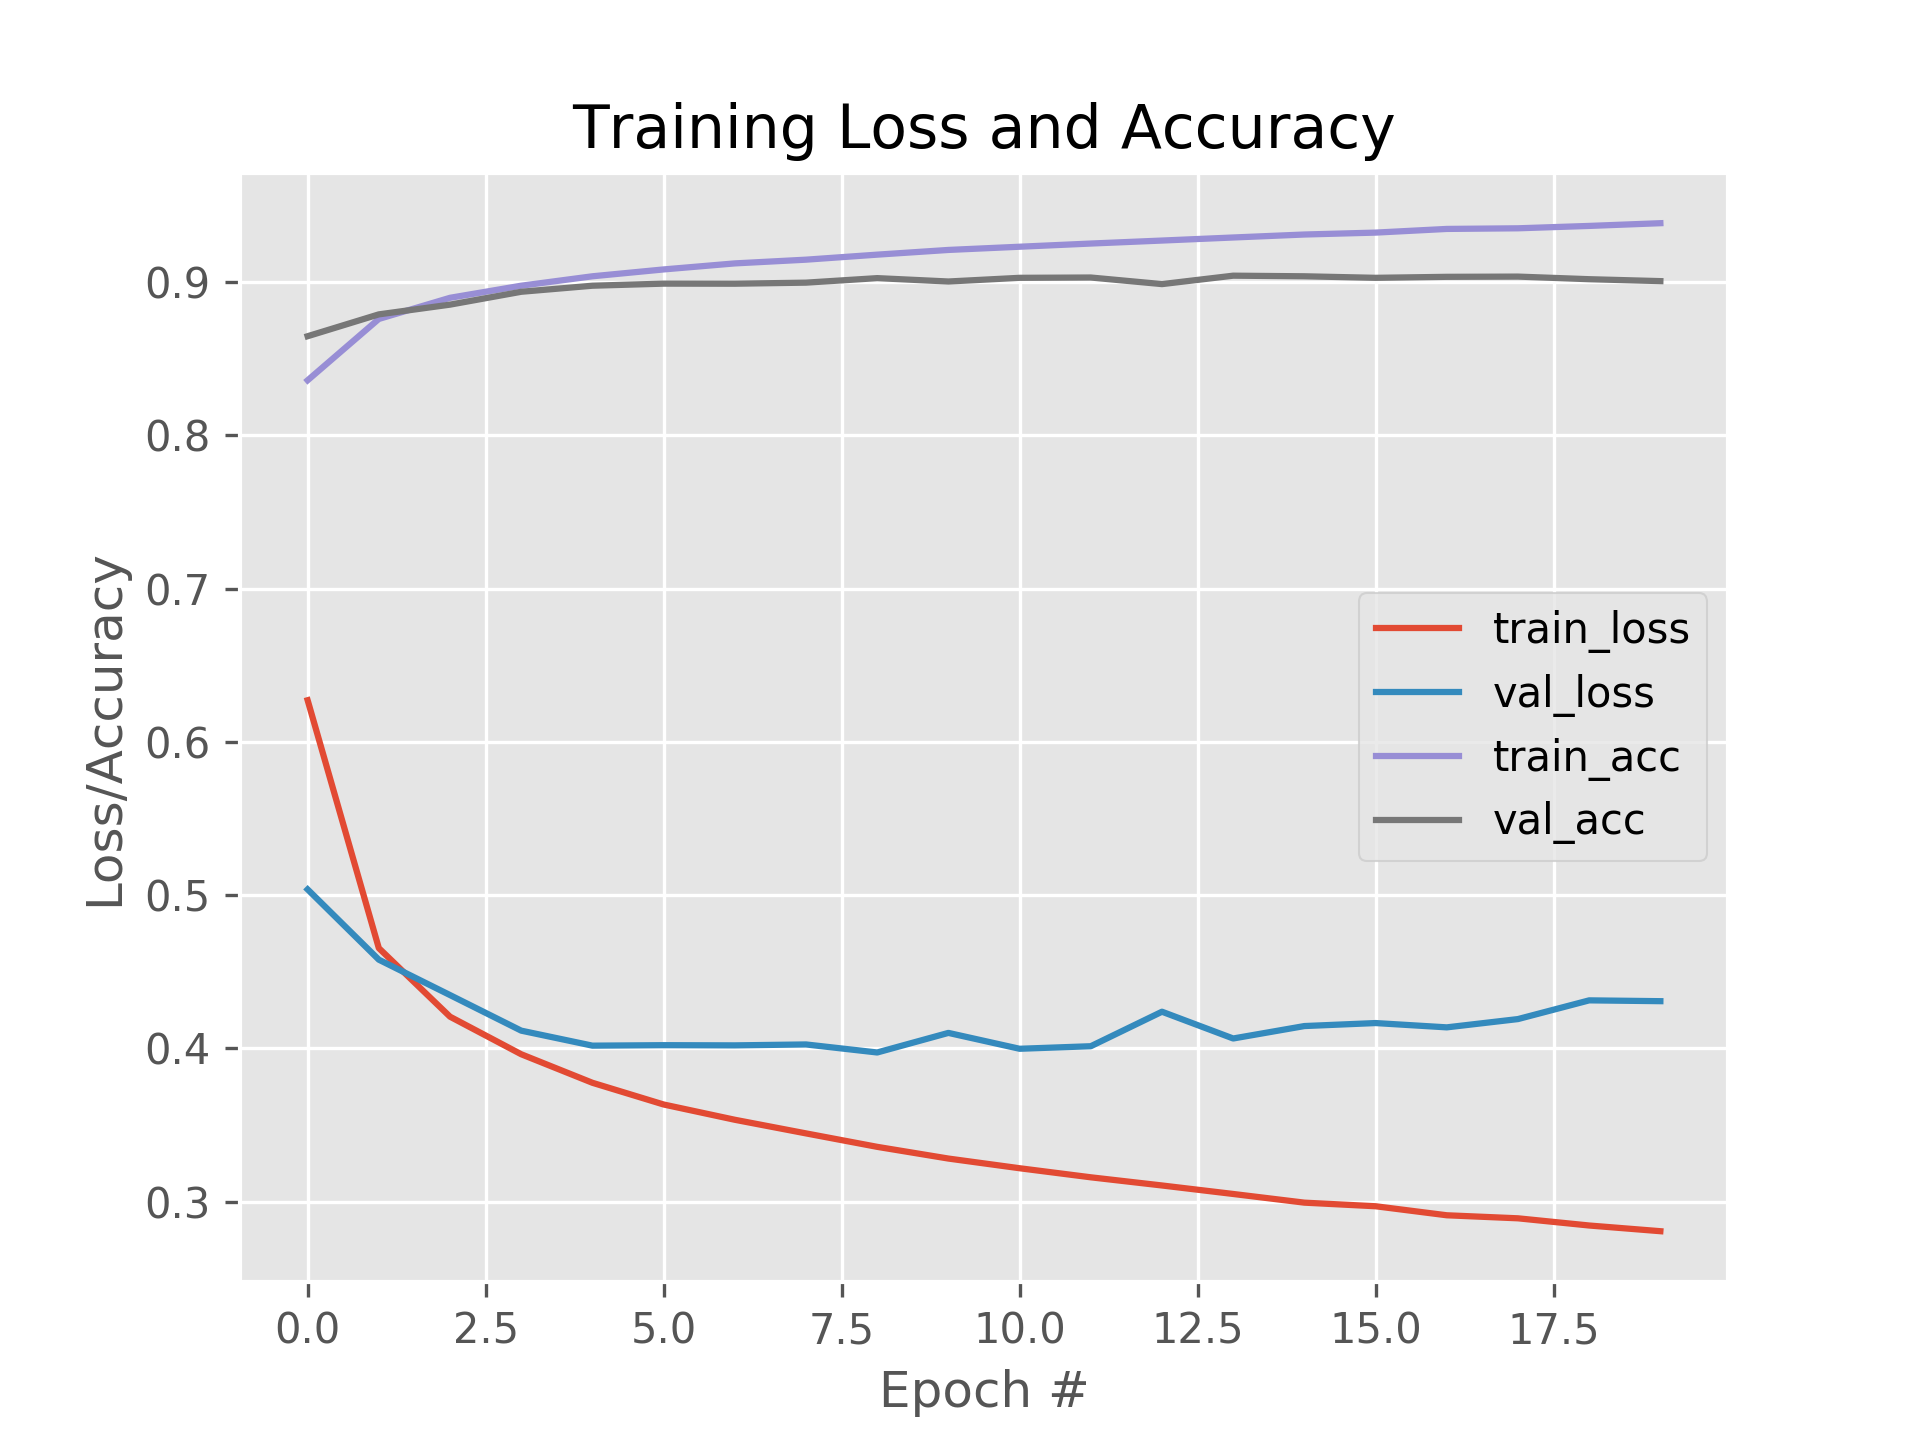 Training Loss and Accuracy
Loss/Accuracy
0.9
0.8
0.7
0.6
0.5
0.4
0.3
train_loss
val_loss
train_acc
val_acc
0.0 2.5 5.0 7.5 10.0 12.5 15.0 17.5
Epoch #